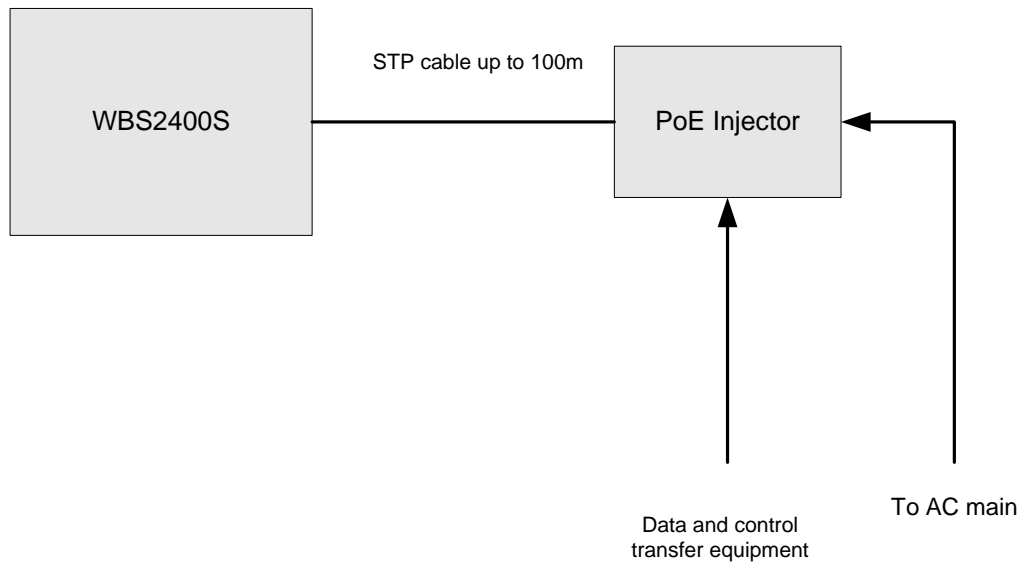 STP cable up to 100m
WBS2400S
PoE Injector
To AC main
Data and control
transfer equipment